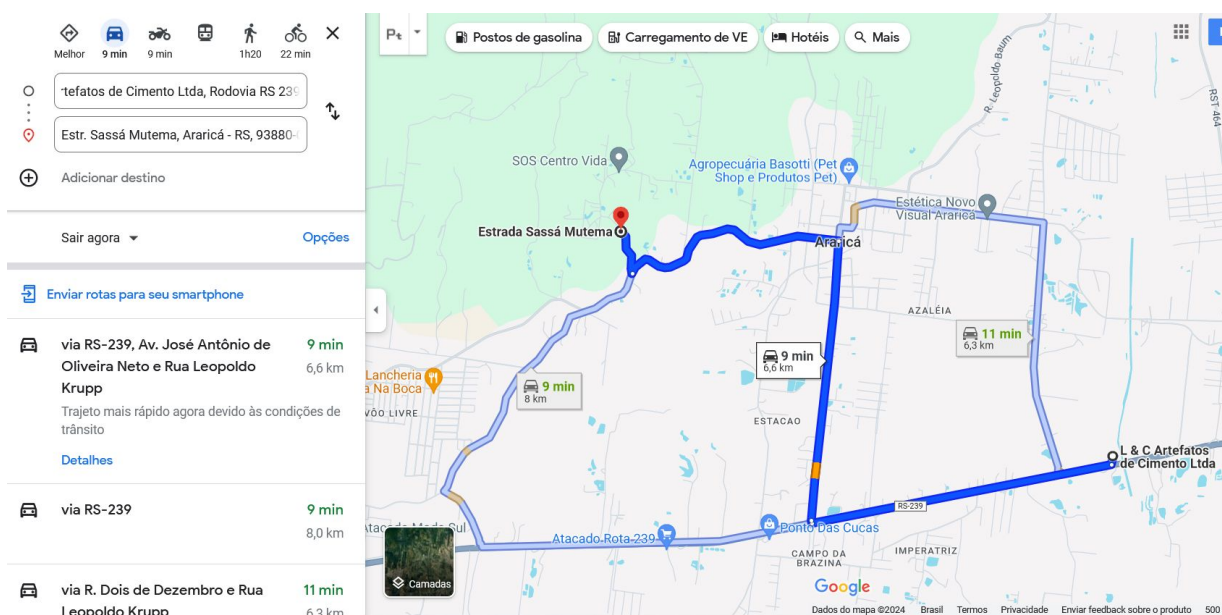 Melhor
9 min
9 min
1h20
22 min
tefatos de Cimento Ltda, Rodovia RS 239
Estr. Sassá Mutema, Araricá - RS, 93880-
Adicionar destino
Sair agora
Opções
Enviar rotas para seu smartphone
via RS-239, Av. José Antônio de
Oliveira Neto e Rua Leopoldo
Krupp
9 min
6,6 km
Trajeto mais rápido agora devido às condições de
trânsito
Detalhes
via RS-239
9 min
8,0 km
via R. Dois de Dezembro e Rua
Leopoldo Krupp
11 min
6,3 km
Postos de gasolina
Carregamento de VE
Hotéis
Mais
R. Leopoldo Baum
RST-464
SOS Centro Vida
Agropecuária Basotti (Pet
Shop e Produtos Pet)
Estética Novo
Visual Araricá
Estrada Sassá Mutema
Araricá
AZALÉIA
11 min
6,3 km
9 min
6,6 km
9 min
8 km
Lancheria
a Na Boca
VÔO LIVRE
ESTACAO
L & C Artefatos
de Cimento Ltda
RS-239
Ponto Das Cucas
Atacado Rota 239
CAMPO DA
BRAZINA
IMPERATRIZ
Camadas
Google
Dados do mapa ©2024
Brasil
Termos
Privacidade
Enviar feedback sobre o produto
500